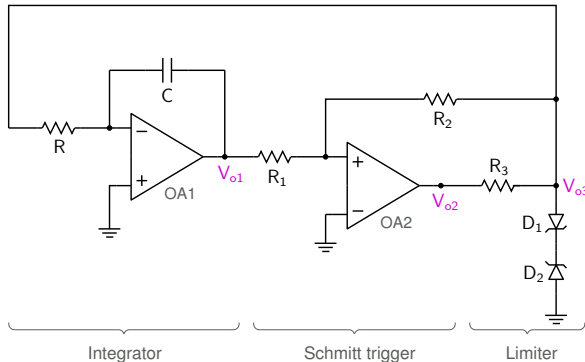 C
R₂
R
−
+
OA1
Vₒ₁
R₁
+
−
OA2
Vₒ₂
R₃
Vₒ₃
D₁
D₂
Integrator
Schmitt trigger
Limiter